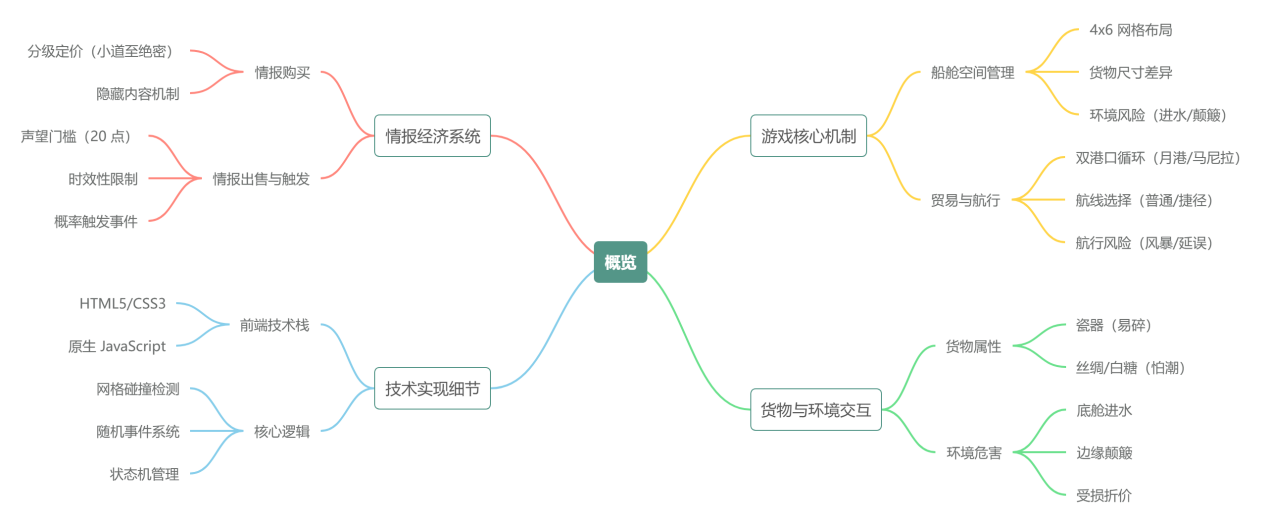 概览
游戏核心机制
船舱空间管理
4x6 网格布局
货物尺寸差异
环境风险（进水/颠簸）
贸易与航行
双港口循环（月港/马尼拉）
航线选择（普通/捷径）
航行风险（风暴/延误）
货物与环境交互
货物属性
瓷器（易碎）
丝绸/白糖（怕潮）
环境危害
底舱进水
边缘颠簸
受损折价
情报经济系统
情报购买
分级定价（小道至绝密）
隐藏内容机制
情报出售与触发
声望门槛（20 点）
时效性限制
概率触发事件
技术实现细节
前端技术栈
HTML5/CSS3
原生 JavaScript
核心逻辑
网格碰撞检测
随机事件系统
状态机管理